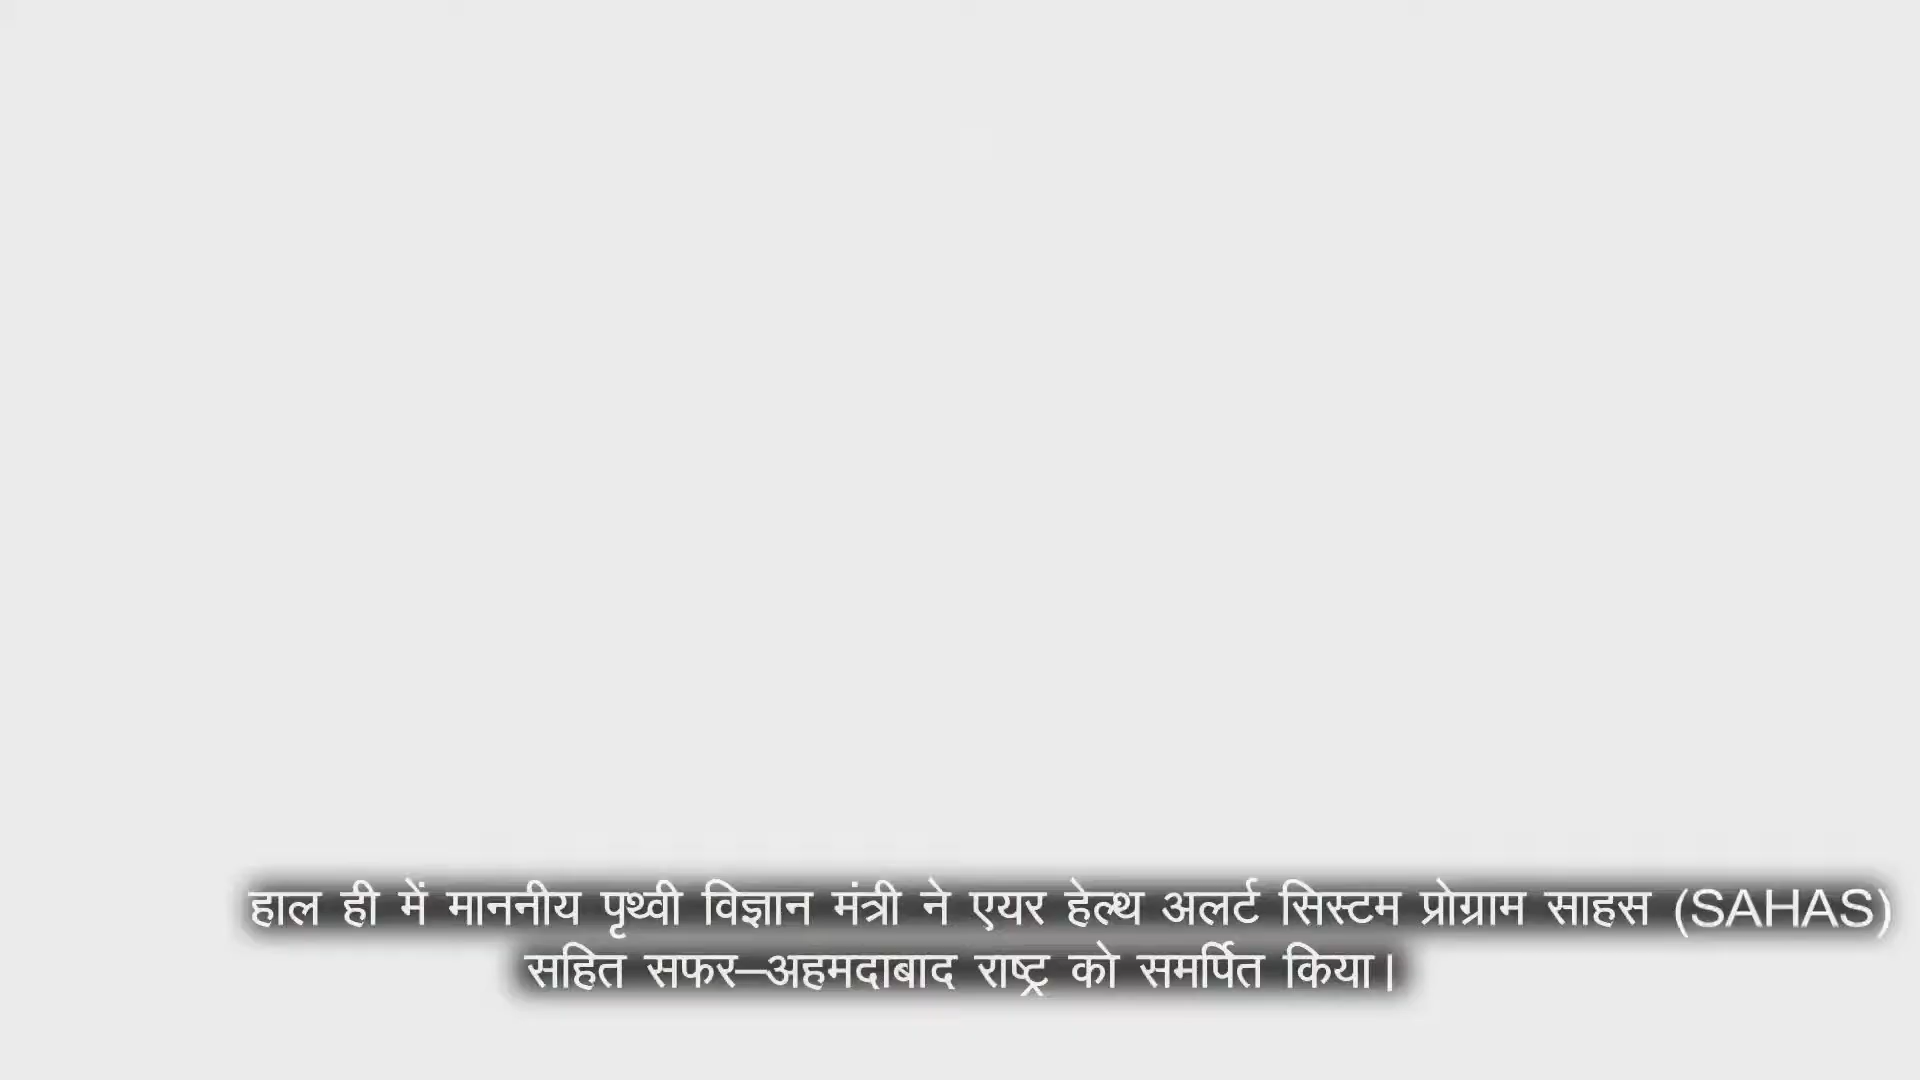 हाल ही में माननीय पृथ्वी विज्ञान मंत्री ने एयर हेल्थ अलर्ट सिस्टम प्रोग्राम साहस (SAHAS)
सहित सफर–अहमदाबाद राष्ट्र को समर्पित किया।